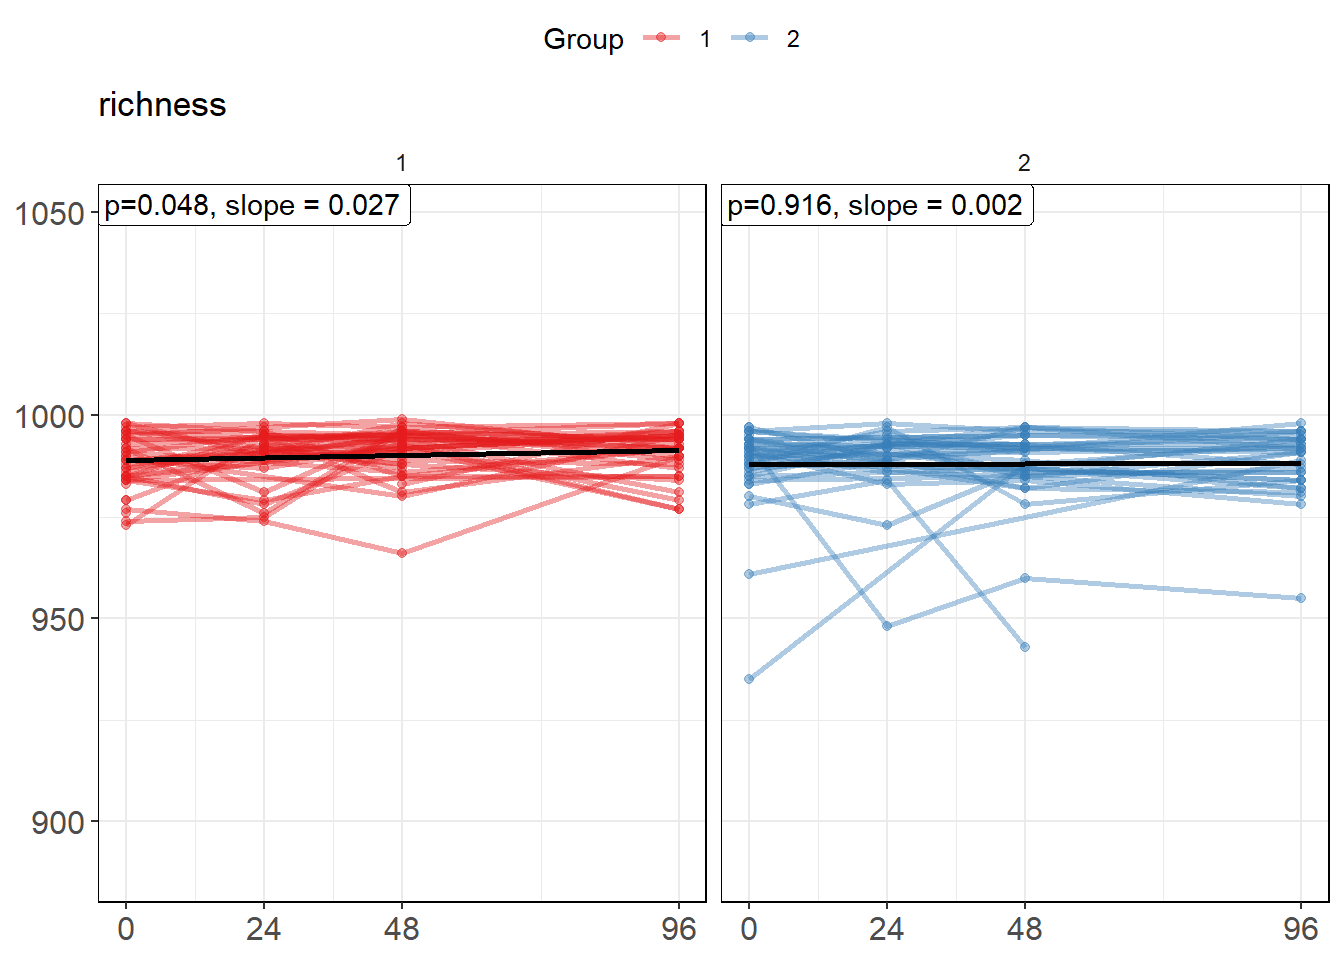 Group 1 2
richness
1 2
p=0.048, slope = 0.027 p=0.916, slope = 0.002
1050
1000
950
900
0 24 48 96 0 24 48 96